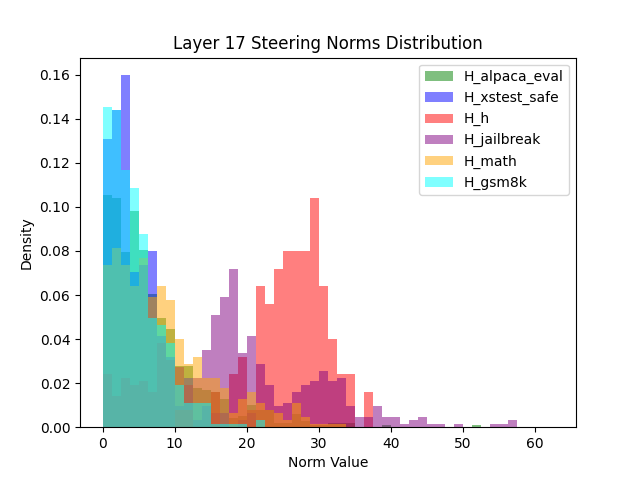 Layer 17 Steering Norms Distribution
H_alpaca_eval
H_xstest_safe
H_h
H_jailbreak
H_math
H_gsm8k
Density
0.16
0.14
0.12
0.10
0.08
0.06
0.04
0.02
0.00
0 10 20 30 40 50 60
Norm Value